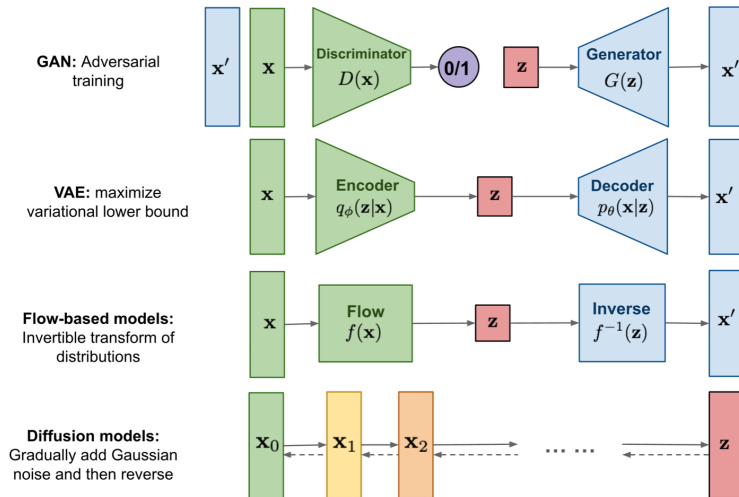 GAN: Adversarial
training
x′
x
Discriminator
D(x)
0/1
z
Generator
G(z)
x′
VAE: maximize
variational lower bound
x
Encoder
qϕ(z|x)
z
Decoder
pθ(x|z)
x′
Flow-based models:
Invertible transform of
distributions
x
Flow
f(x)
z
Inverse
f⁻¹(z)
x′
Diffusion models:
Gradually add Gaussian
noise and then reverse
x₀
x₁
x₂
... ...
z